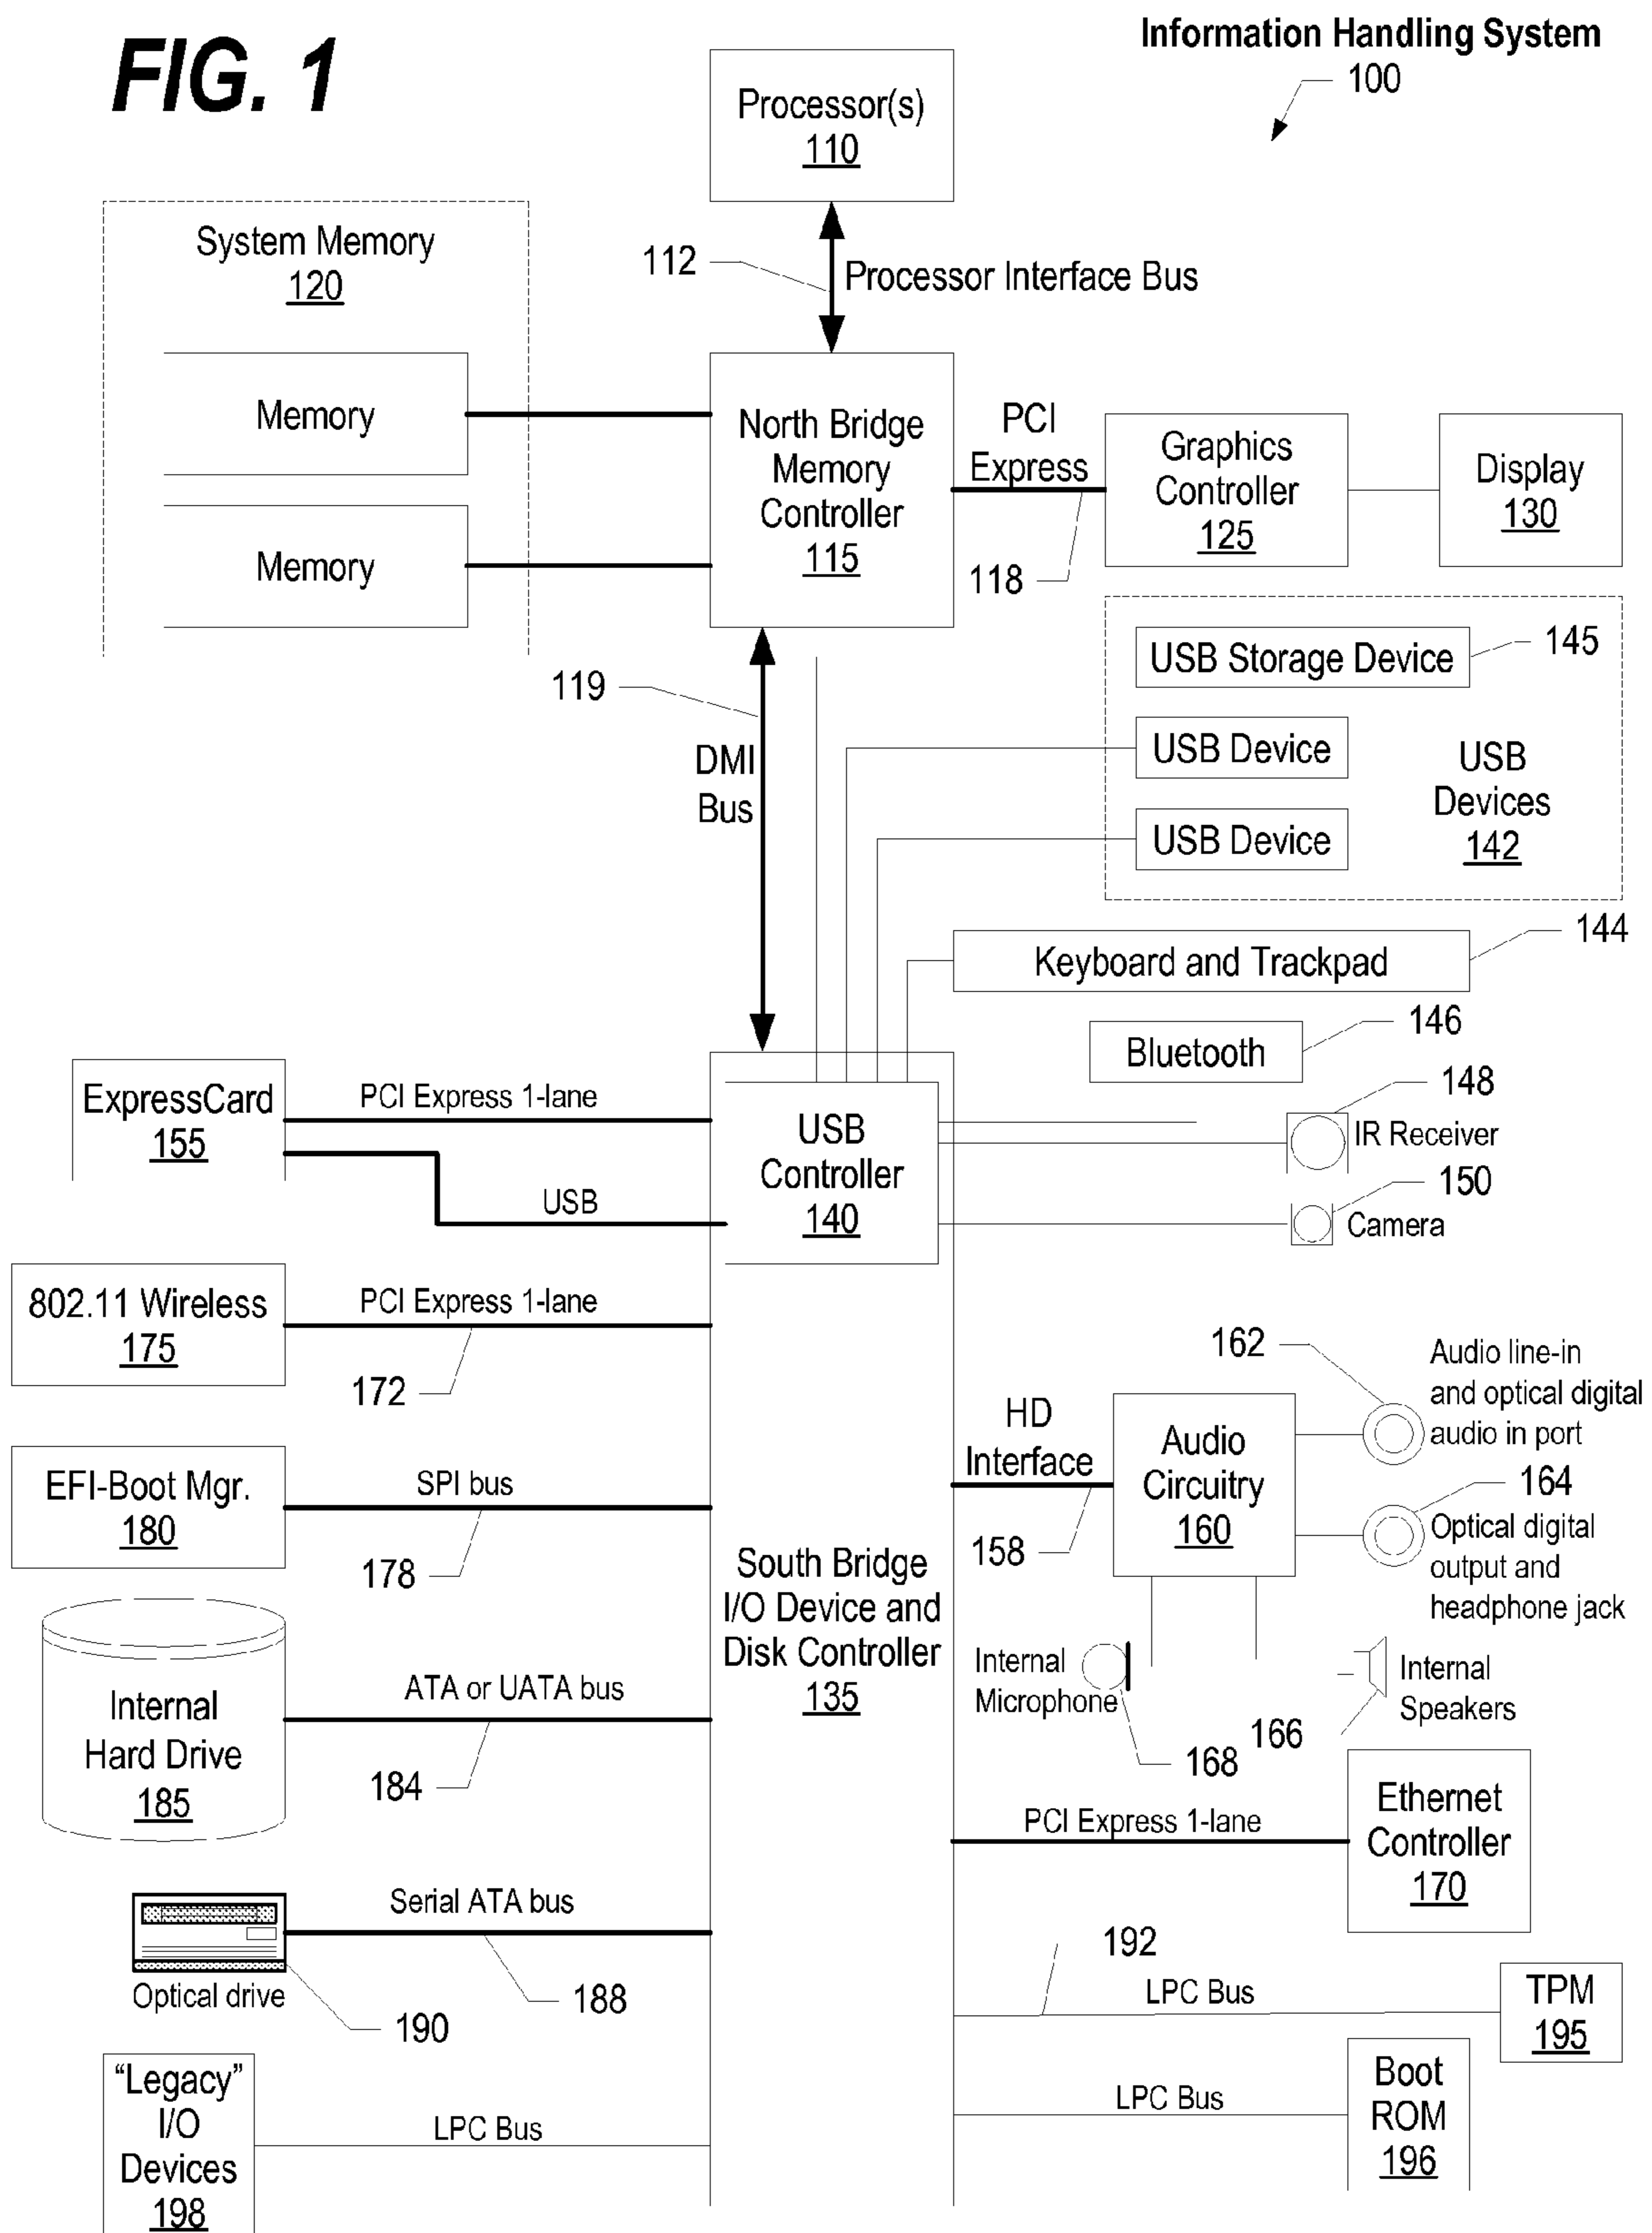 FIG. 1
Information Handling System
100
Processor(s)
110
System Memory
120
112
Processor Interface Bus
Memory
Memory
North Bridge
Memory
Controller
115
PCI
Express
118
Graphics
Controller
125
Display
130
119
DMI
Bus
USB Storage Device
145
USB Device
USB Device
USB
Devices
142
144
Keyboard and Trackpad
146
Bluetooth
148
IR Receiver
150
Camera
ExpressCard
155
PCI Express 1-lane
USB
USB
Controller
140
802.11 Wireless
175
PCI Express 1-lane
172
162
Audio line-in
and optical digital
audio in port
HD
Interface
158
Audio
Circuitry
160
164
Optical digital
output and
headphone jack
EFI-Boot Mgr.
180
SPI bus
178
South Bridge
I/O Device and
Disk Controller
135
Internal
Microphone
168
166
Internal
Speakers
Internal
Hard Drive
185
ATA or UATA bus
184
PCI Express 1-lane
Ethernet
Controller
170
Serial ATA bus
188
Optical drive
190
192
LPC Bus
TPM
195
"Legacy"
I/O
Devices
198
LPC Bus
LPC Bus
Boot
ROM
196